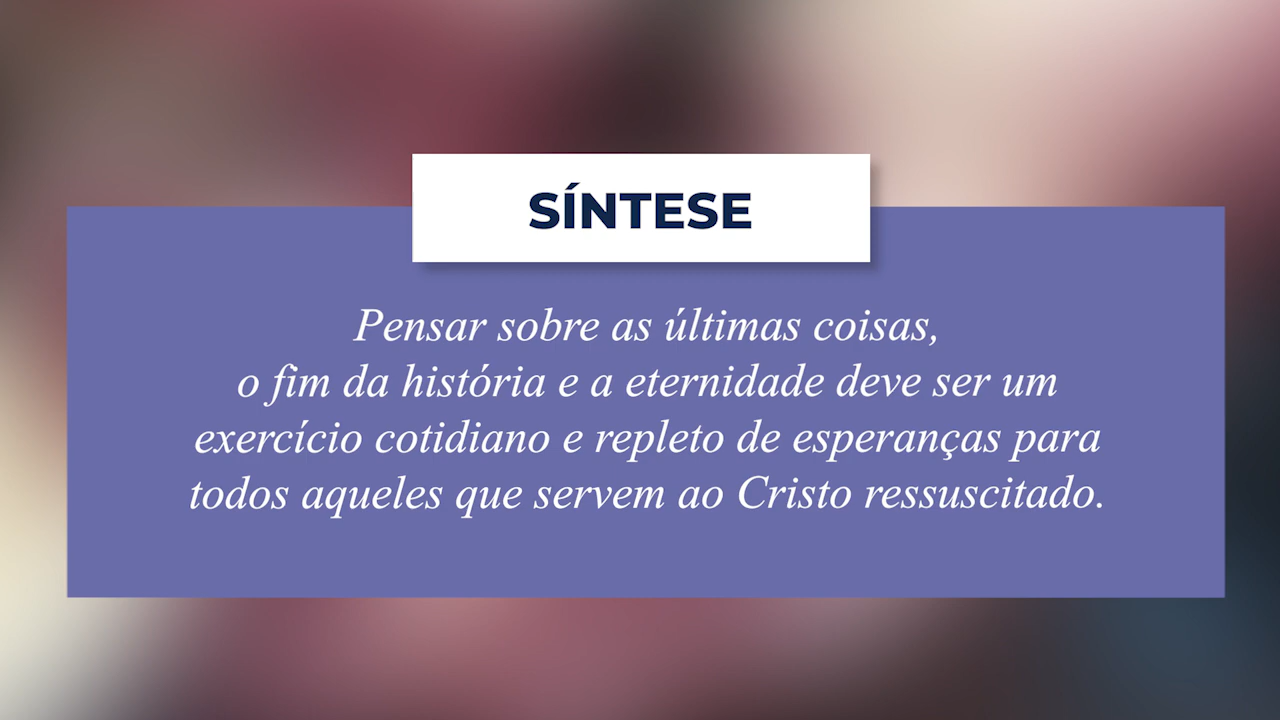 SÍNTESE
Pensar sobre as últimas coisas,
o fim da história e a eternidade deve ser um
exercício cotidiano e repleto de esperanças para
todos aqueles que servem ao Cristo ressuscitado.